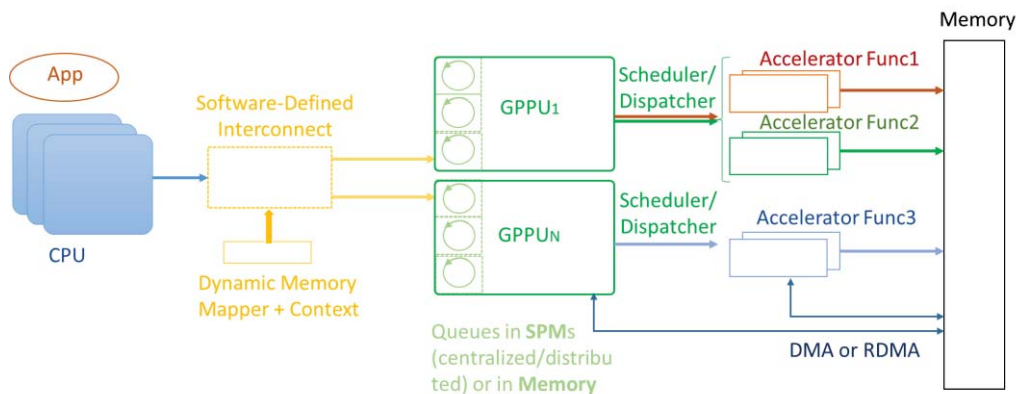 Memory
App
Software-Defined
Interconnect
CPU
Dynamic Memory
Mapper + Context
GPPU1
Scheduler/
Dispatcher
Accelerator Func1
Accelerator Func2
GPPUN
Scheduler/
Dispatcher
Accelerator Func3
Queues in SPMs
(centralized/distribu
ted) or in Memory
DMA or RDMA